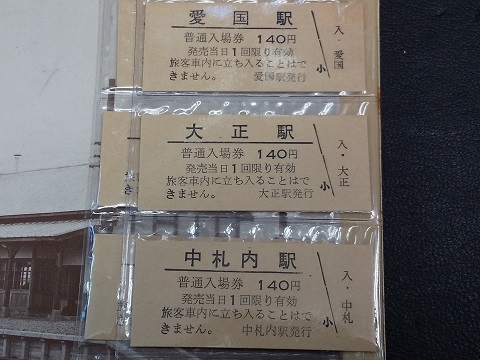 愛国駅
普通入場券 140円
発売当日1回限り有効
旅客車内に立ち入ることはで
きません。 愛国駅発行
小
入・愛国
大正駅
普通入場券 140円
発売当日1回限り有効
旅客車内に立ち入ることはで
きません。 大正駅発行
小
入・大正
中札内駅
普通入場券 140円
発売当日1回限り有効
旅客車内に立ち入ることはで
きません。 中札内駅発行
小
入・中札